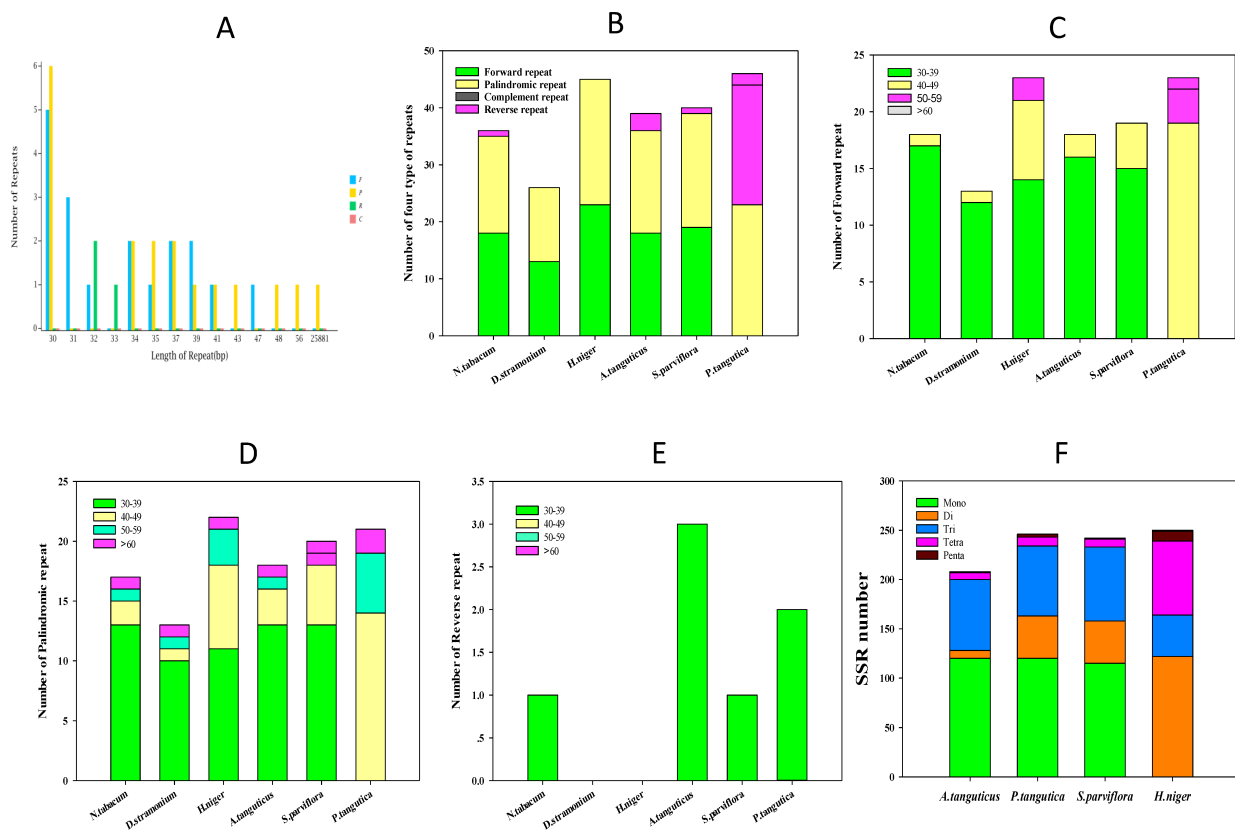 A
Number of Repeats
6
5
4
3
2
1
0
30 31 32 33 34 35 37 39 41 43 47 48 56 25881
Length of Repeat(bp)
F
P
R
C
B
Number of four type of repeats
50
40
30
20
10
0
Forward repeat
Palindromic repeat
Complement repeat
Reverse repeat
N.tabacum
D.stramonium
H.niger
A.tanguticus
S.parviflora
P.tangutica
C
Number of Forward repeat
25
20
15
10
5
0
30-39
40-49
50-59
>60
N.tabacum
D.stramonium
H.niger
A.tanguticus
S.parviflora
P.tangutica
D
Number of Palindromic repeat
25
20
15
10
5
0
30-39
40-49
50-59
>60
N.tabacum
D.stramonium
H.niger
A.tanguticus
S.parviflora
P.tangutica
E
Number of Reverse repeat
3.5
3.0
2.5
2.0
1.5
1.0
.5
0.0
30-39
40-49
50-59
>60
N.tabacum
D.stramonium
H.niger
A.tanguticus
S.parviflora
P.tangutica
F
SSR number
300
250
200
150
100
50
0
Mono
Di
Tri
Tetra
Penta
A.tanguticus
P.tangutica
S.parviflora
H.niger